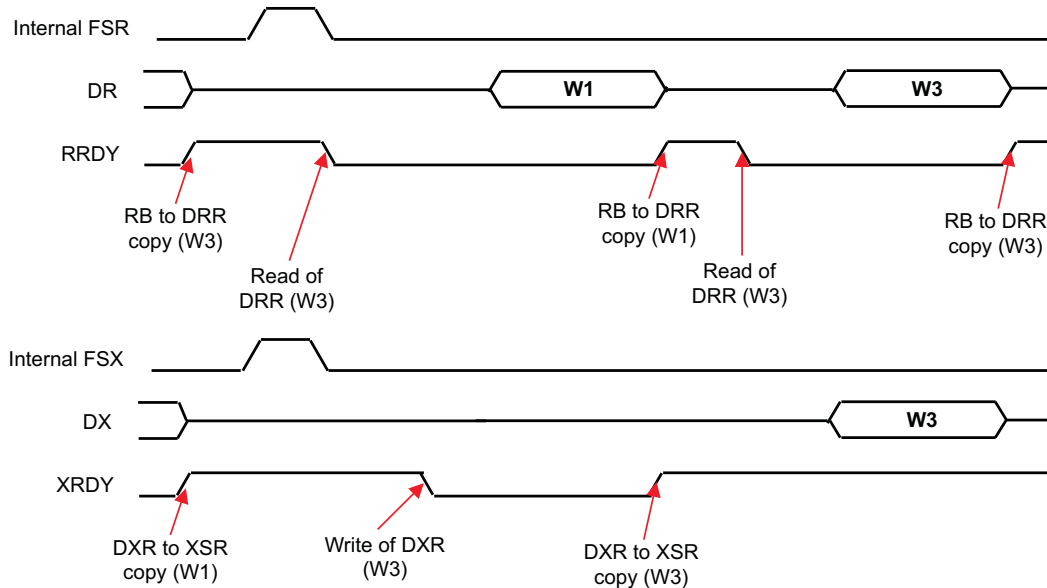 Internal FSR
DR
W1
W3
RRDY
RB to DRR
copy (W3)
Read of
DRR (W3)
RB to DRR
copy (W1)
Read of
DRR (W3)
RB to DRR
copy (W3)
Internal FSX
DX
W3
XRDY
DXR to XSR
copy (W1)
Write of DXR
(W3)
DXR to XSR
copy (W3)